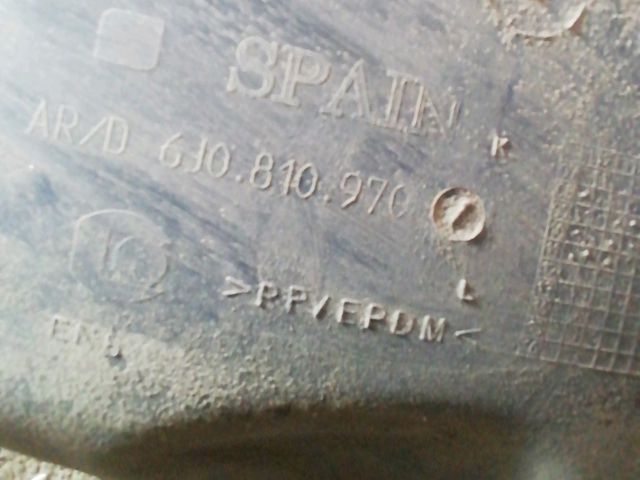 SPAIN
K
AR/D 6J0.810.970
L
>PP/EPDM<